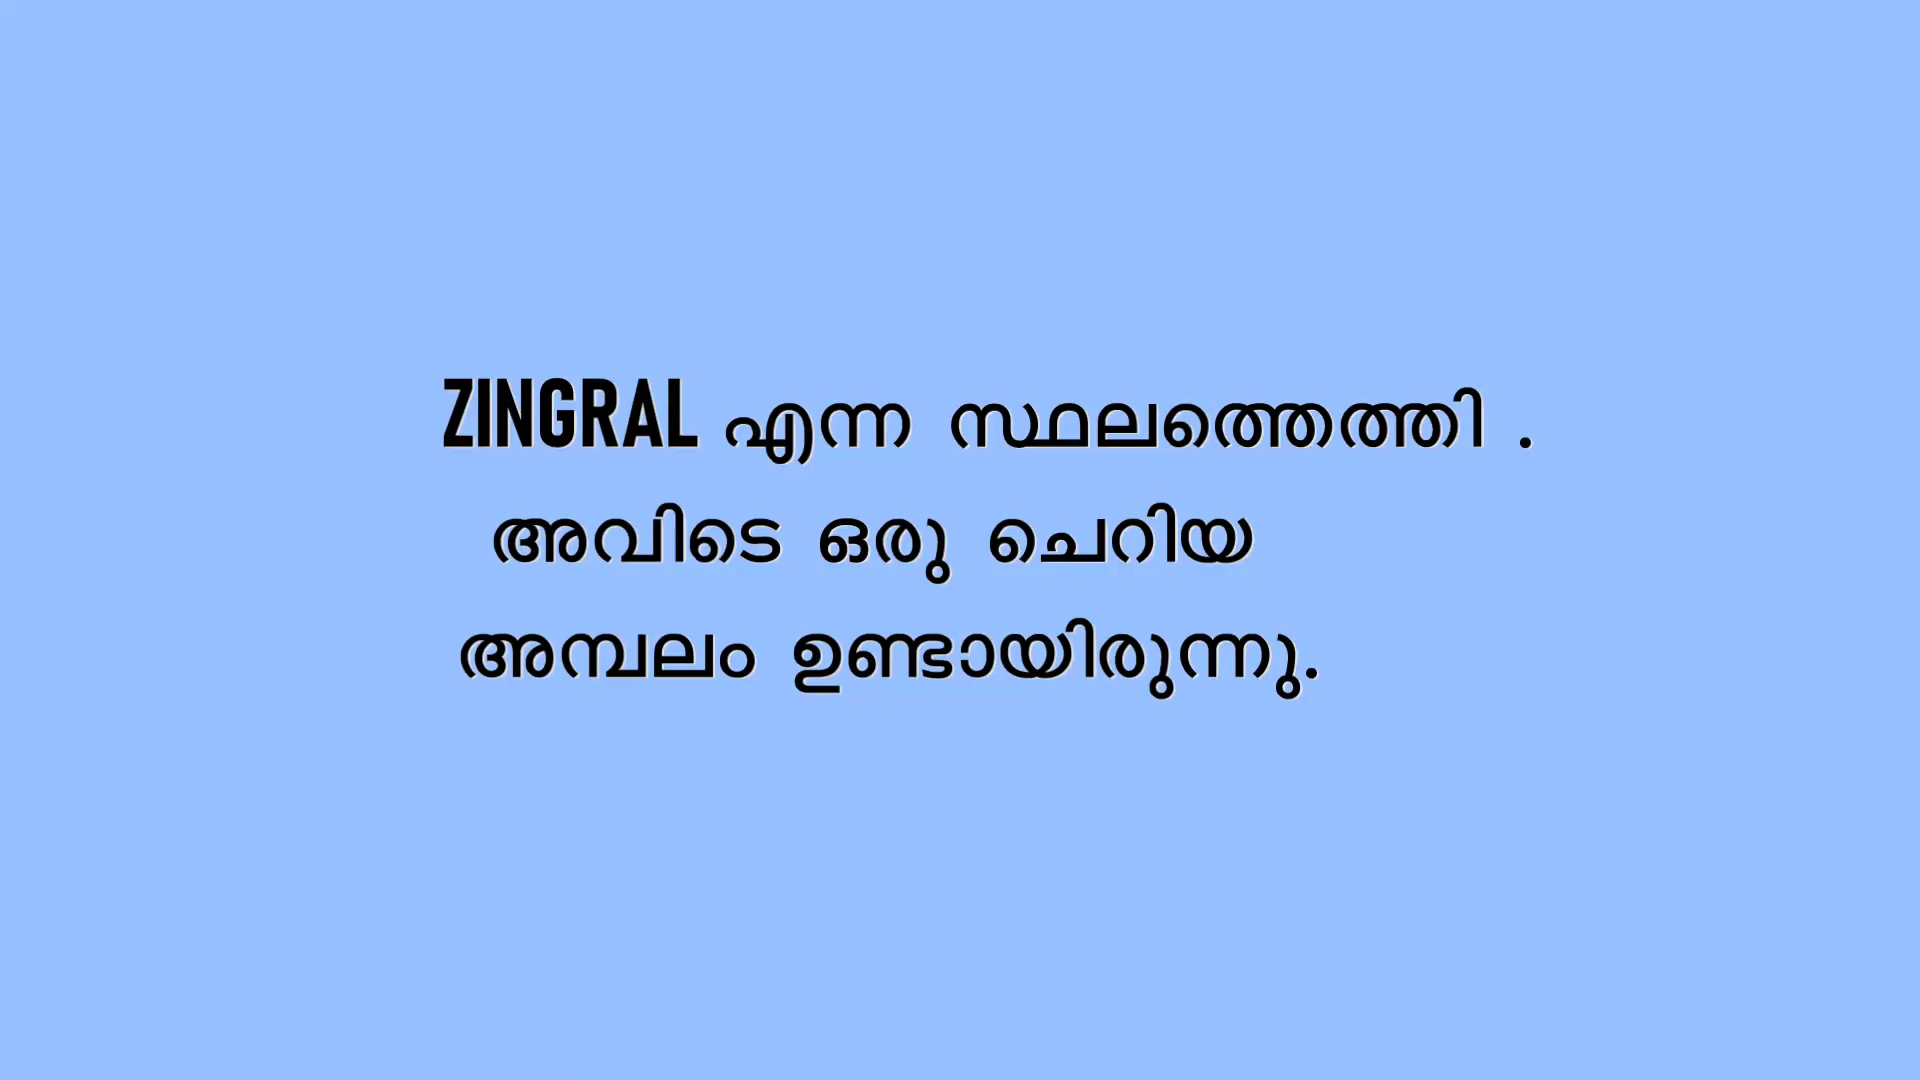 ZINGRAL എന്ന സ്ഥലത്തെത്തി .
അവിടെ ഒരു ചെറിയ
അമ്പലം ഉണ്ടായിരുന്നു.